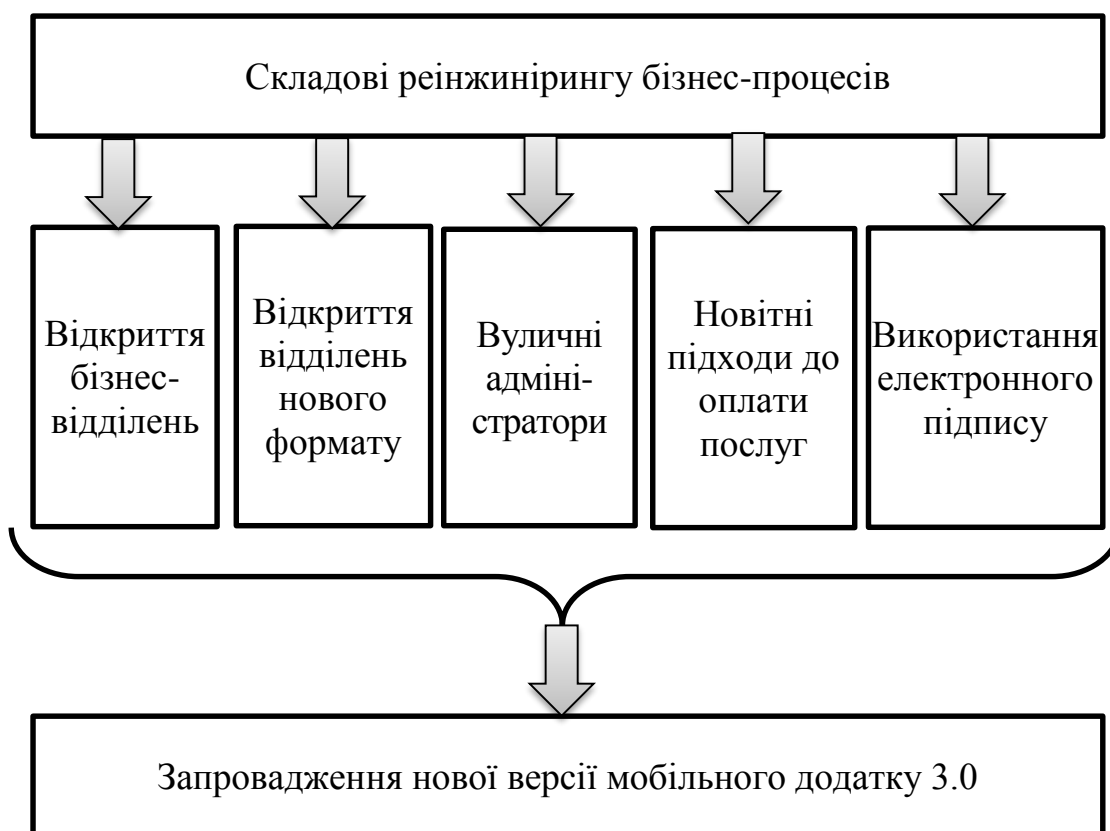 Складові реінжинірингу бізнес-процесів
Відкриття
бізнес-
відділень
Відкриття
відділень
нового
формату
Вуличні
адміні-
стратори
Новітні
підходи до
оплати
послуг
Використання
електронного
підпису
Запровадження нової версії мобільного додатку 3.0